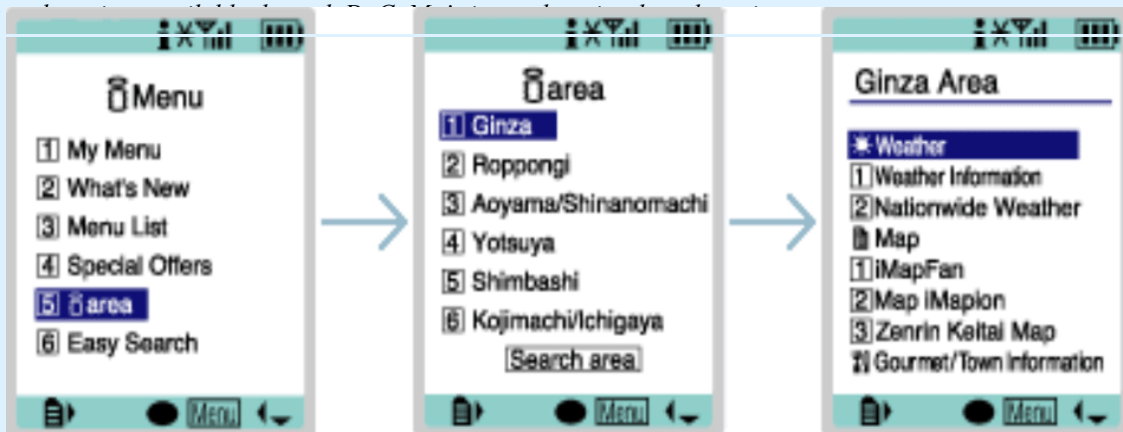 Menu
1 My Menu
2 What's New
3 Menu List
4 Special Offers
5 area
6 Easy Search
Menu
area
1 Ginza
2 Roppongi
3 Aoyama/Shinanomachi
4 Yotsuya
5 Shimbashi
6 Kojimachi/Ichigaya
Search area
Menu
Ginza Area
Weather
1 Weather Information
2 Nationwide Weather
Map
1 iMapFan
2 Map iMapion
3 Zenrin Keitai Map
Gourmet/Town Information
Menu